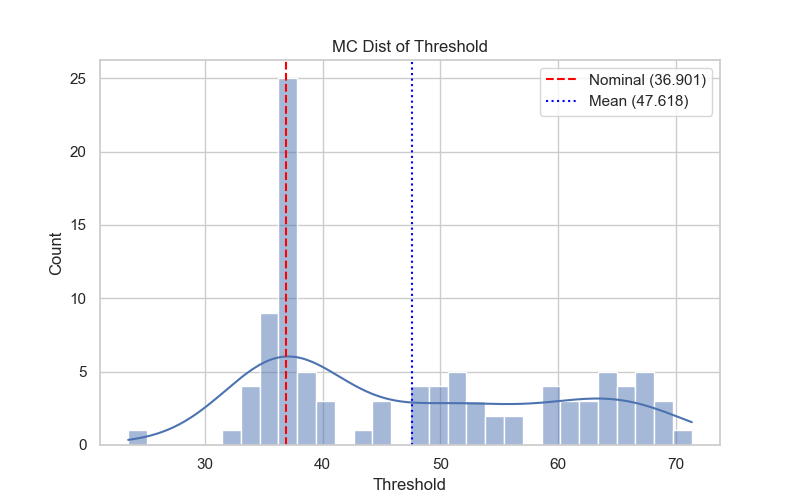 MC Dist of Threshold
Nominal (36.901)
Mean (47.618)
Count
25
20
15
10
5
0
30 40 50 60 70
Threshold